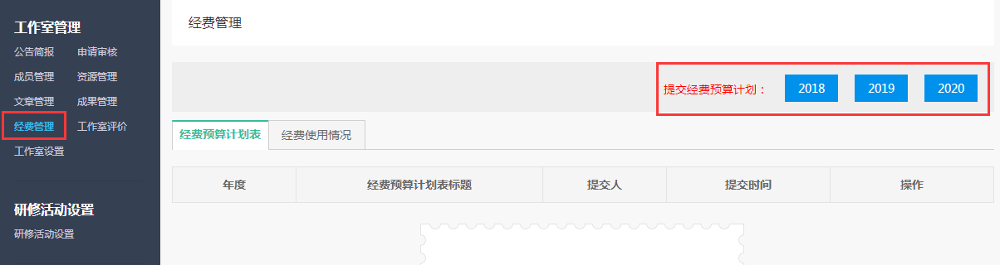 工作室管理
公告简报 申请审核
成员管理 资源管理
文章管理 成果管理
经费管理 工作室评价
工作室设置
研修活动设置
研修活动设置
经费管理
提交经费预算计划： 2018 2019 2020
经费预算计划表 经费使用情况
年度 经费预算计划表标题 提交人 提交时间 操作